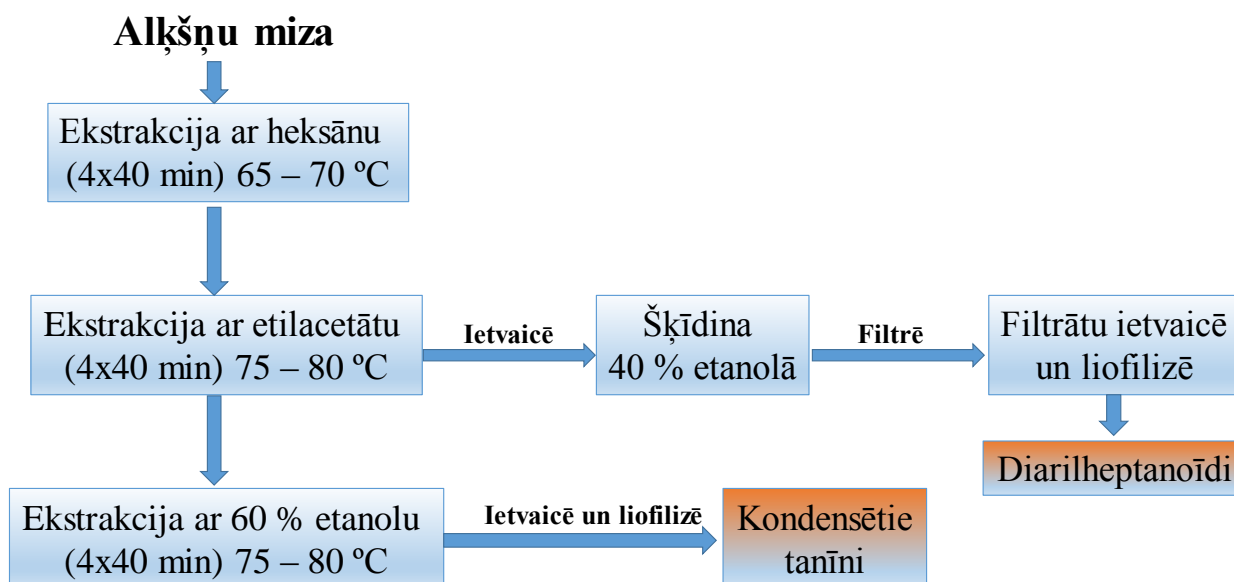 Alķšņu miza
Ekstrakcija ar heksānu
(4x40 min) 65 – 70 ºC
Ekstrakcija ar etilacetātu
(4x40 min) 75 – 80 ºC
Ietvaicē
Šķīdina
40 % etanolā
Filtrē
Filtrātu ietvaicē
un liofilizē
Diarilheptanoīdi
Ekstrakcija ar 60 % etanolu
(4x40 min) 75 – 80 ºC
Ietvaicē un liofilizē
Kondensētie
tanīni